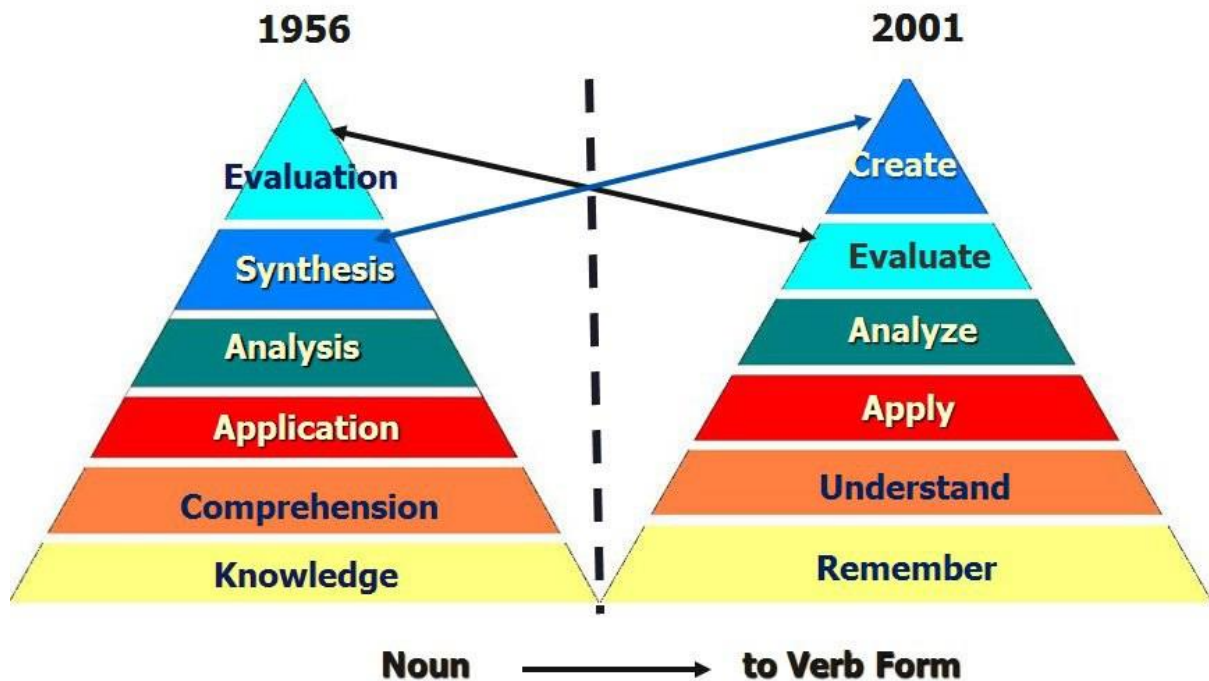 1956
2001
Evaluation
Synthesis
Analysis
Application
Comprehension
Knowledge
Create
Evaluate
Analyze
Apply
Understand
Remember
Noun to Verb Form